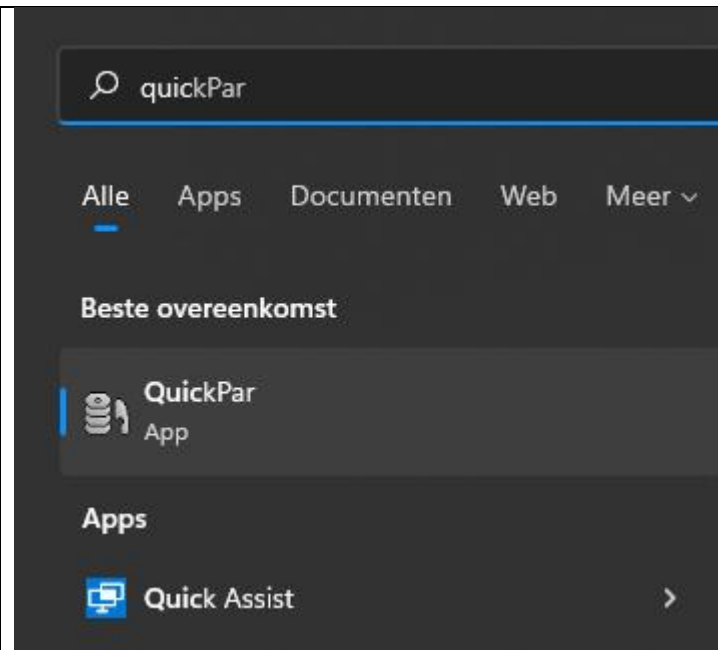 quickPar
Alle Apps Documenten Web Meer
Beste overeenkomst
QuickPar
App
Apps
Quick Assist